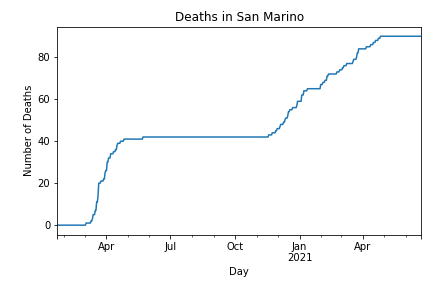 Deaths in San Marino
80
60
40
20
0
Number of Deaths
Apr
Jul
Oct
Jan
2021
Apr
Day